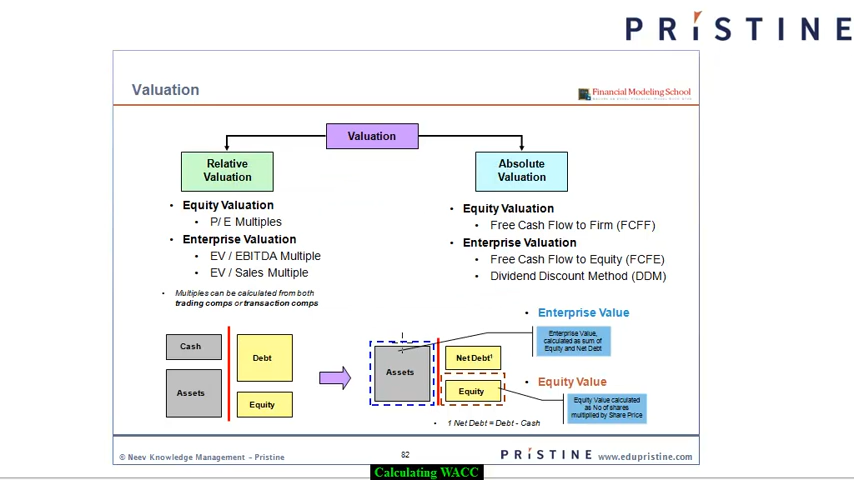 PRiSTINE
Valuation
Financial Modeling School
Valuation
Relative
Valuation
Absolute
Valuation
• Equity Valuation
• P/ E Multiples
• Enterprise Valuation
• EV / EBITDA Multiple
• EV / Sales Multiple
• Multiples can be calculated from both
trading comps or transaction comps
• Equity Valuation
• Free Cash Flow to Firm (FCFF)
• Enterprise Valuation
• Free Cash Flow to Equity (FCFE)
• Dividend Discount Method (DDM)
Cash
Assets
Debt
Equity
Assets
Net Debt¹
Equity
• Enterprise Value
Enterprise Value,
calculated as sum of
Equity and Net Debt
• Equity Value
Equity Value calculated
as No of shares
multiplied by Share Price
• 1 Net Debt = Debt - Cash
© Neev Knowledge Management – Pristine
82
PRiSTINE
www.edupristine.com
Calculating WACC